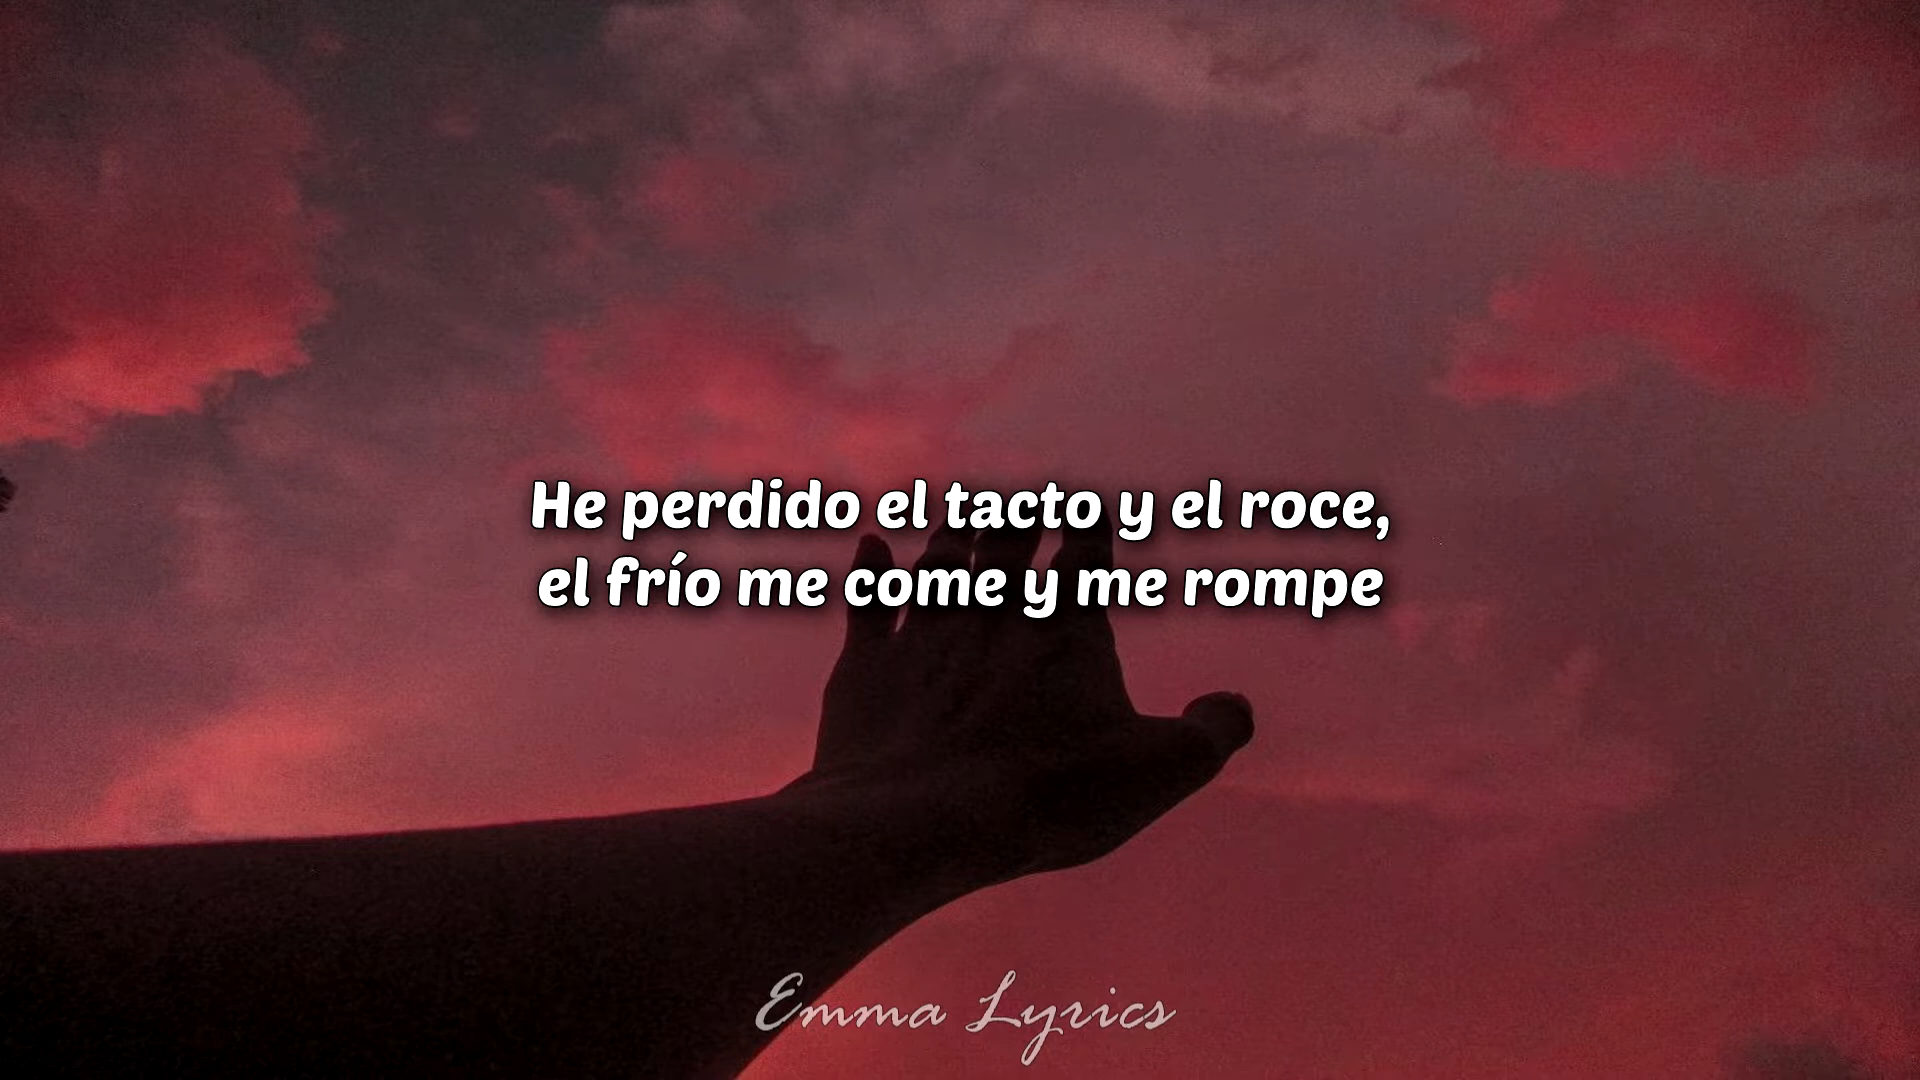 He perdido el tacto y el roce,
el frío me come y me rompe
Emma Lyrics